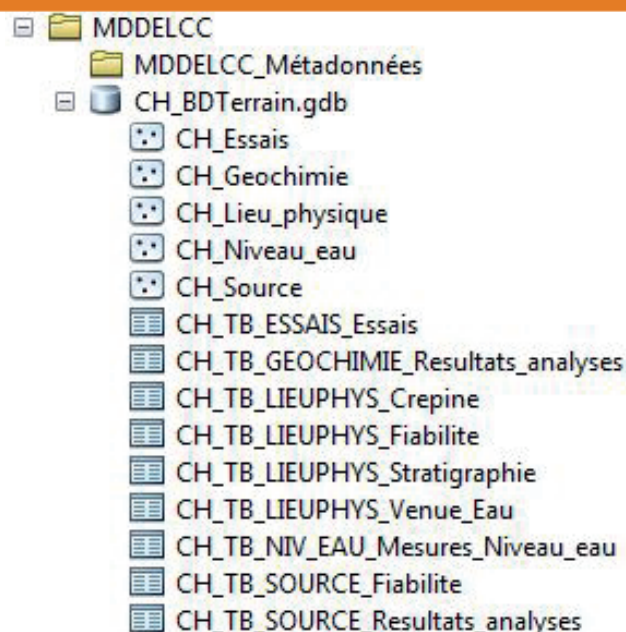 MDDELCC
MDDELCC_Métadonnées
CH_BDTerrain.gdb
CH_Essais
CH_Geochimie
CH_Lieu_physique
CH_Niveau_eau
CH_Source
CH_TB_ESSAIS_Essais
CH_TB_GEOCHIMIE_Resultats_analyses
CH_TB_LIEUPHYS_Crepine
CH_TB_LIEUPHYS_Fiabilite
CH_TB_LIEUPHYS_Stratigraphie
CH_TB_LIEUPHYS_Venue_Eau
CH_TB_NIV_EAU_Mesures_Niveau_eau
CH_TB_SOURCE_Fiabilite
CH_TB_SOURCE_Resultats_analyses